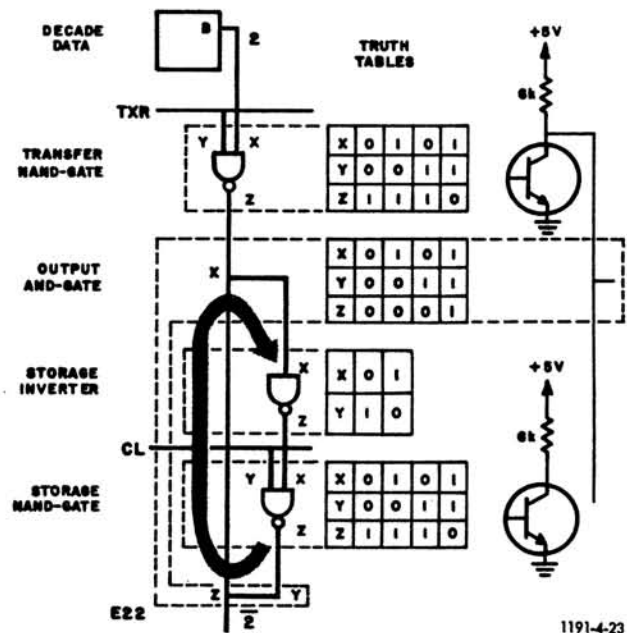 DECADE DATA
B
2
TRUTH TABLES
+5V
6k
TXR
Y X
TRANSFER NAND-GATE
Z
X 0 1 0 1
Y 0 0 1 1
Z 1 1 1 0
OUTPUT AND-GATE
X
X 0 1 0 1
Y 0 0 1 1
Z 0 0 0 1
STORAGE INVERTER
X
Z
X 0 1
Y 1 0
+5V
6k
CL
Y X
STORAGE NAND-GATE
Z
X 0 1 0 1
Y 0 0 1 1
Z 1 1 1 0
Z Y
E22
2̅
1191-4-23